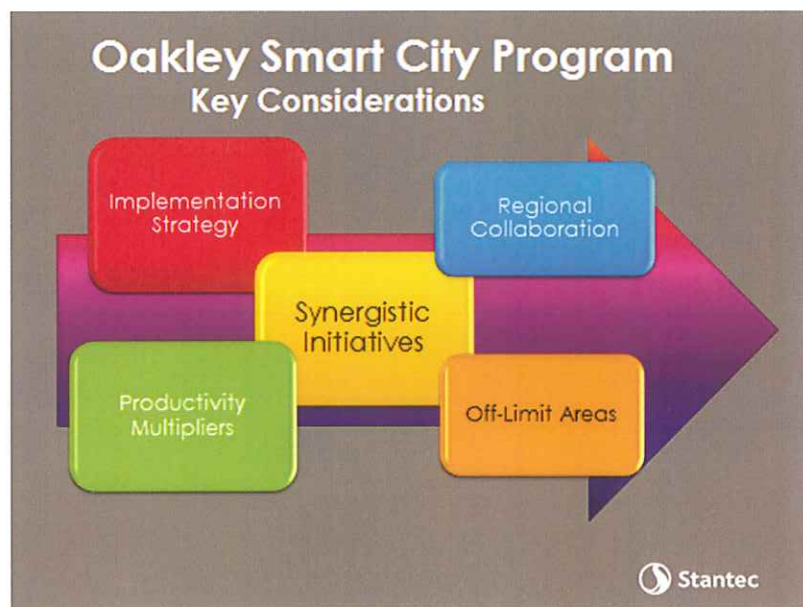 Oakley Smart City Program
Key Considerations
Implementation
Strategy
Regional
Collaboration
Synergistic
Initiatives
Productivity
Multipliers
Off-Limit Areas
Stantec